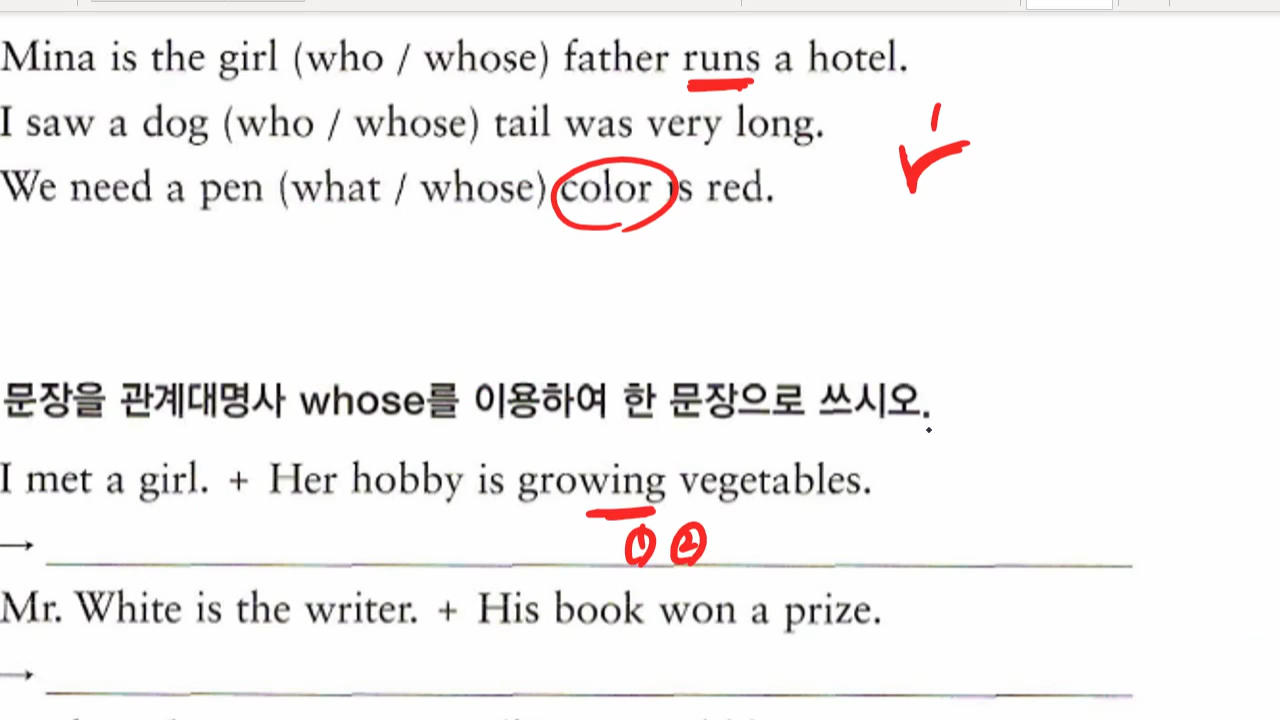 Mina is the girl (who / whose) father runs a hotel.
I saw a dog (who / whose) tail was very long.
We need a pen (what / whose) color is red.
문장을 관계대명사 whose를 이용하여 한 문장으로 쓰시오.
I met a girl. + Her hobby is growing vegetables.
① ②
→
Mr. White is the writer. + His book won a prize.
→